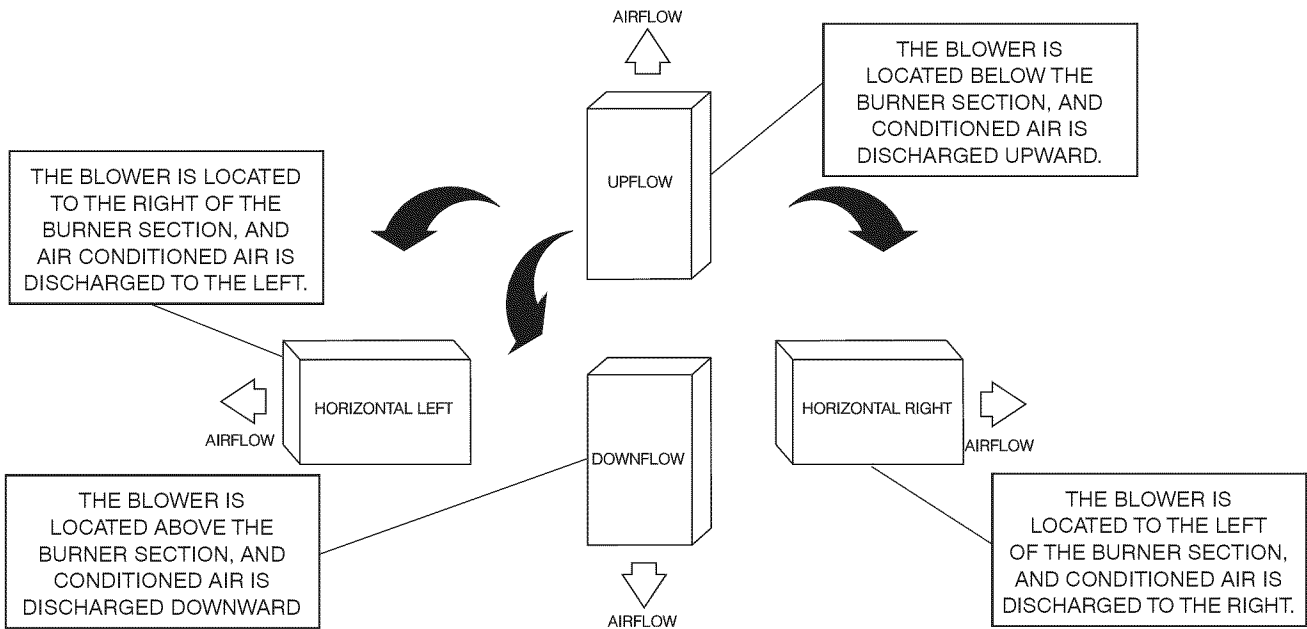 AIRFLOW
THE BLOWER IS
LOCATED BELOW THE
BURNER SECTION, AND
CONDITIONED AIR IS
DISCHARGED UPWARD.
UPFLOW
THE BLOWER IS LOCATED
TO THE RIGHT OF THE
BURNER SECTION, AND
AIR CONDITIONED AIR IS
DISCHARGED TO THE LEFT.
HORIZONTAL LEFT
AIRFLOW
HORIZONTAL RIGHT
AIRFLOW
DOWNFLOW
THE BLOWER IS
LOCATED ABOVE THE
BURNER SECTION, AND
CONDITIONED AIR IS
DISCHARGED DOWNWARD
THE BLOWER IS
LOCATED TO THE LEFT
OF THE BURNER SECTION,
AND CONDITIONED AIR IS
DISCHARGED TO THE RIGHT.
AIRFLOW